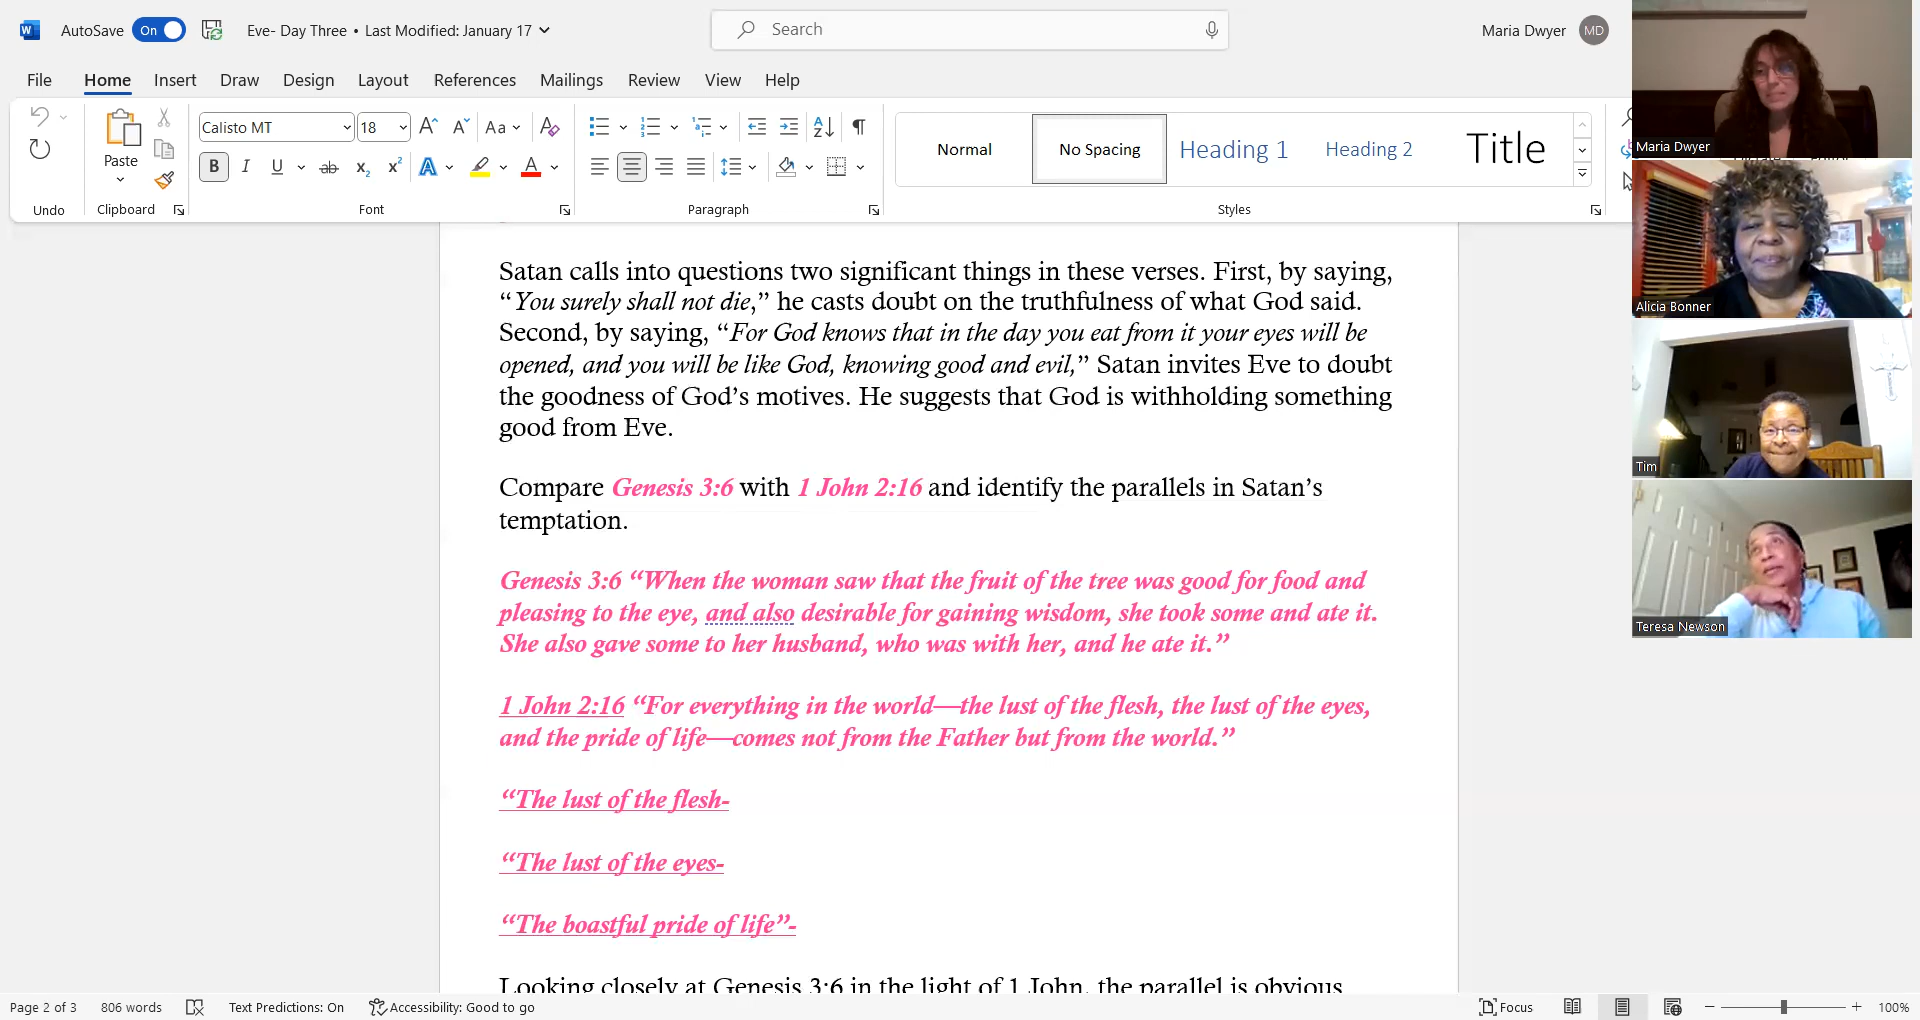 AutoSave On Eve- Day Three • Last Modified: January 17 Search Maria Dwyer MD
File Home Insert Draw Design Layout References Mailings Review View Help
Calisto MT 18 Aa
Paste B I U ab x₂ x² A A
Normal No Spacing Heading 1 Heading 2 Title
Undo Clipboard Font Paragraph Styles
Satan calls into questions two significant things in these verses. First, by saying,
“You surely shall not die,” he casts doubt on the truthfulness of what God said.
Second, by saying, “For God knows that in the day you eat from it your eyes will be
opened, and you will be like God, knowing good and evil,” Satan invites Eve to doubt
the goodness of God’s motives. He suggests that God is withholding something
good from Eve.
Compare Genesis 3:6 with 1 John 2:16 and identify the parallels in Satan’s
temptation.
Genesis 3:6 “When the woman saw that the fruit of the tree was good for food and
pleasing to the eye, and also desirable for gaining wisdom, she took some and ate it.
She also gave some to her husband, who was with her, and he ate it.”
1 John 2:16 “For everything in the world—the lust of the flesh, the lust of the eyes,
and the pride of life—comes not from the Father but from the world.”
“The lust of the flesh-
“The lust of the eyes-
“The boastful pride of life”-
Looking closely at Genesis 3:6 in the light of 1 John, the parallel is obvious
Page 2 of 3 806 words Text Predictions: On Accessibility: Good to go Focus 100%
Maria Dwyer
Alicia Bonner
Tim
Teresa Newson